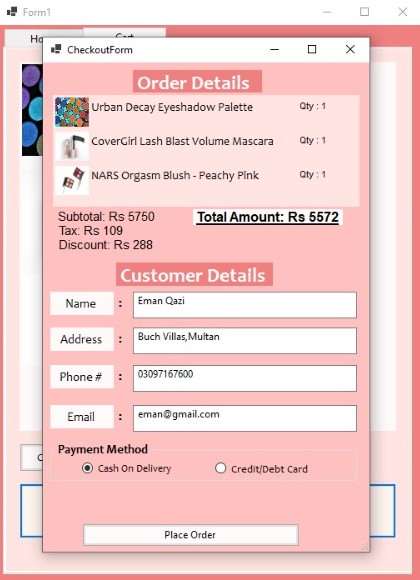 Form1
CheckoutForm
Order Details
Urban Decay Eyeshadow Palette Qty : 1
CoverGirl Lash Blast Volume Mascara Qty : 1
NARS Orgasm Blush - Peachy Pink Qty : 1
Subtotal: Rs 5750 Total Amount: Rs 5572
Tax: Rs 109
Discount: Rs 288
Customer Details
Name : Eman Qazi
Address : Buch Villas,Multan
Phone # : 03097167600
Email : eman@gmail.com
Payment Method
Cash On Delivery Credit/Debt Card
Place Order